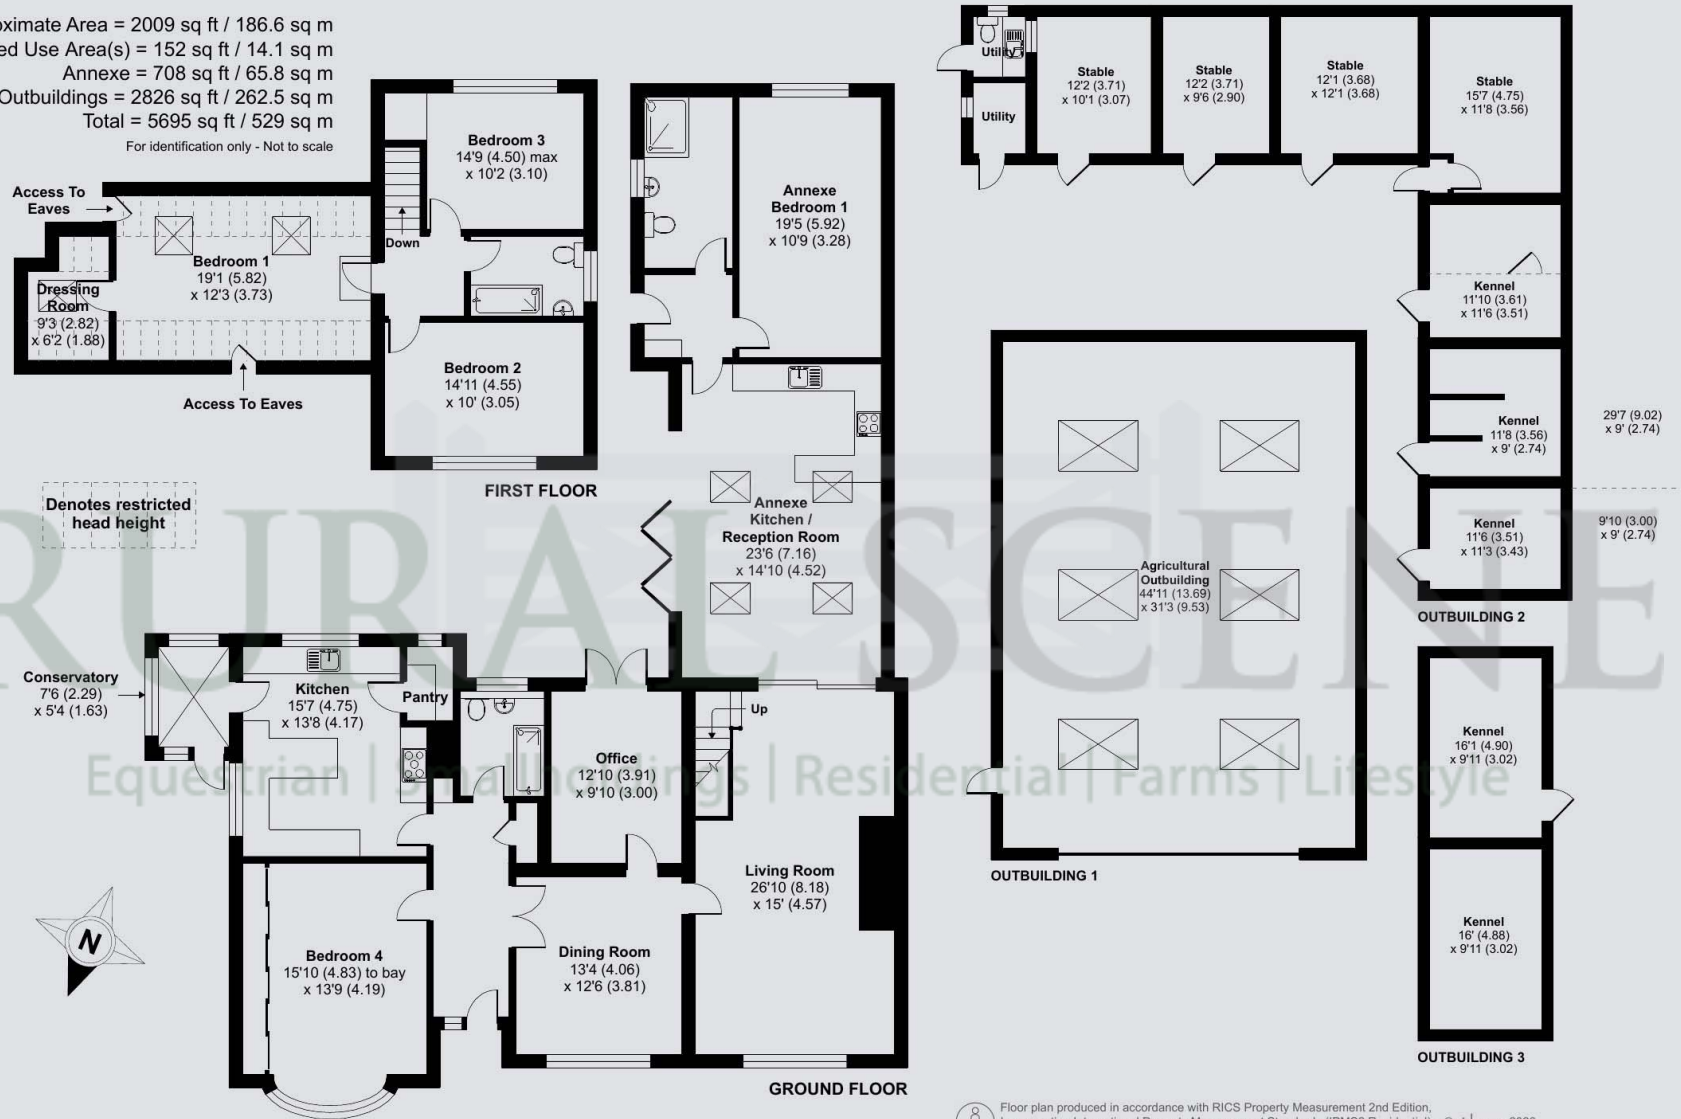 Area = 2009 sq ft / 186.6 sq m
Use Area(s) = 152 sq ft / 14.1 sq m
Annexe = 708 sq ft / 65.8 sq m
Outbuildings = 2826 sq ft / 262.5 sq m
Total = 5695 sq ft / 529 sq m
For identification only - Not to scale
Access To
Eaves
Bedroom 1
19'1 (5.82)
x 12'3 (3.73)
Dressing
Room
9'3 (2.82)
x 6'2 (1.88)
Access To Eaves
Bedroom 3
14'9 (4.50) max
x 10'2 (3.10)
Down
Bedroom 2
14'11 (4.55)
x 10' (3.05)
FIRST FLOOR
Denotes restricted
head height
Annexe
Bedroom 1
19'5 (5.92)
x 10'9 (3.28)
Annexe
Kitchen /
Reception Room
23'6 (7.16)
x 14'10 (4.52)
Conservatory
7'6 (2.29)
x 5'4 (1.63)
Kitchen
15'7 (4.75)
x 13'8 (4.17)
Pantry
Office
12'10 (3.91)
x 9'10 (3.00)
Up
Living Room
26'10 (8.18)
x 15' (4.57)
Dining Room
13'4 (4.06)
x 12'6 (3.81)
Bedroom 4
15'10 (4.83) to bay
x 13'9 (4.19)
N
GROUND FLOOR
Utility
Utility
Stable
12'2 (3.71)
x 10'1 (3.07)
Stable
12'2 (3.71)
x 9'6 (2.90)
Stable
12'1 (3.68)
x 12'1 (3.68)
Stable
15'7 (4.75)
x 11'8 (3.56)
Kennel
11'10 (3.61)
x 11'6 (3.51)
Kennel
11'8 (3.56)
x 9' (2.74)
29'7 (9.02)
x 9' (2.74)
Kennel
11'6 (3.51)
x 11'3 (3.43)
9'10 (3.00)
x 9' (2.74)
OUTBUILDING 2
Agricultural
Outbuilding
44'11 (13.69)
x 31'3 (9.53)
OUTBUILDING 1
Kennel
16'1 (4.90)
x 9'11 (3.02)
Kennel
16' (4.88)
x 9'11 (3.02)
OUTBUILDING 3
RURAL SCENE
Equestrian | Smallholdings | Residential | Farms | Lifestyle
Floor plan produced in accordance with RICS Property Measurement 2nd Edition,